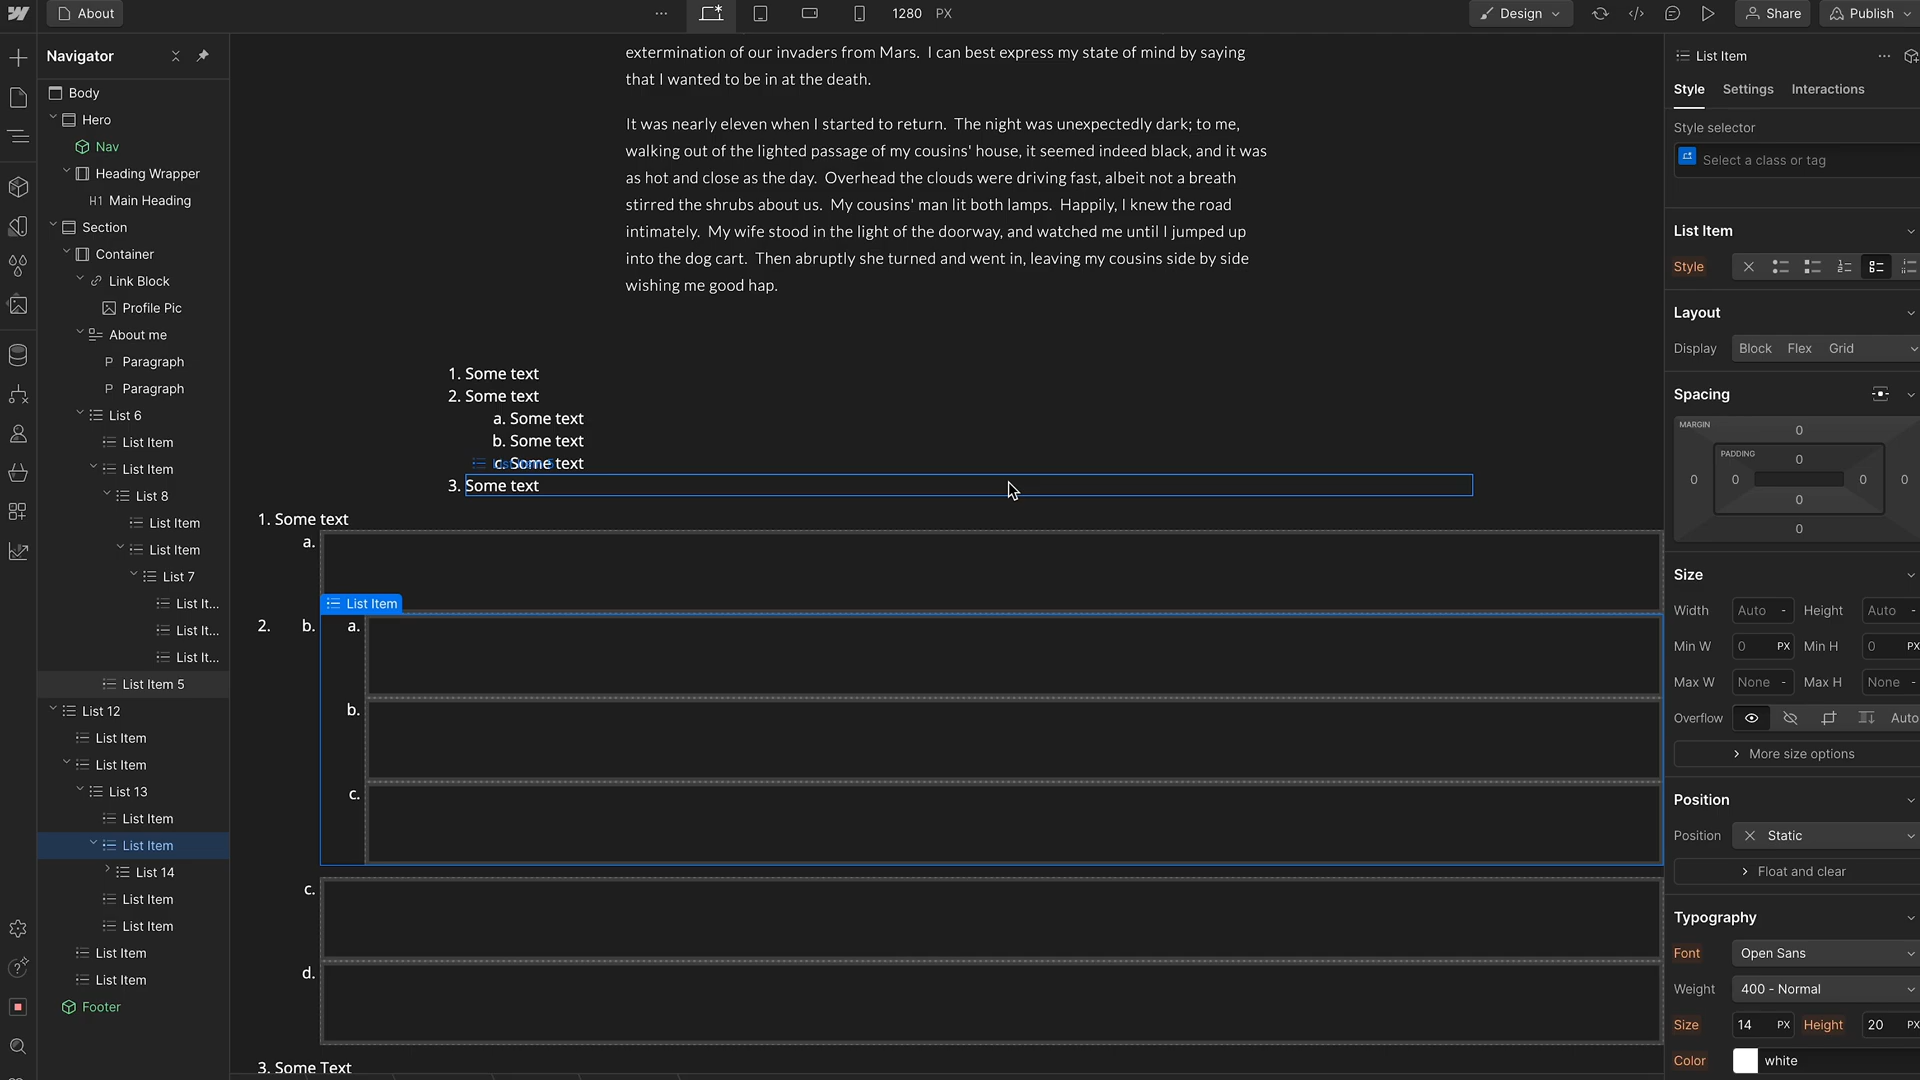 About
1280 PX
Design
Share
Publish
Navigator
Body
Hero
Nav
Heading Wrapper
H1 Main Heading
Section
Container
Link Block
Profile Pic
About me
P Paragraph
P Paragraph
List 6
List Item
List Item
List 8
List Item
List Item
List 7
List It...
List It...
List It...
List Item 5
List 12
List Item
List Item
List 13
List Item
List Item
List 14
List Item
List Item
List Item
List Item
Footer
extermination of our invaders from Mars.  I can best express my state of mind by saying
that I wanted to be in at the death.
It was nearly eleven when I started to return.  The night was unexpectedly dark; to me,
walking out of the lighted passage of my cousins' house, it seemed indeed black, and it was
as hot and close as the day.  Overhead the clouds were driving fast, albeit not a breath
stirred the shrubs about us.  My cousins' man lit both lamps.  Happily, I knew the road
intimately.  My wife stood in the light of the doorway, and watched me until I jumped up
into the dog cart.  Then abruptly she turned and went in, leaving my cousins side by side
wishing me good hap.
1. Some text
2. Some text
a. Some text
b. Some text
c. Some text
3. Some text
1. Some text
a.
List Item
2. b. a.
b.
c.
c.
d.
3. Some Text
List Item
Style Settings Interactions
Style selector
Select a class or tag
List Item
Style
Layout
Display Block Flex Grid
Spacing
MARGIN
0
PADDING
0
0 0 0 0
0
0
Size
Width Auto - Height Auto -
Min W 0 PX Min H 0 PX
Max W None - Max H None -
Overflow Auto
More size options
Position
Position Static
Float and clear
Typography
Font Open Sans
Weight 400 - Normal
Size 14 PX Height 20 PX
Color white